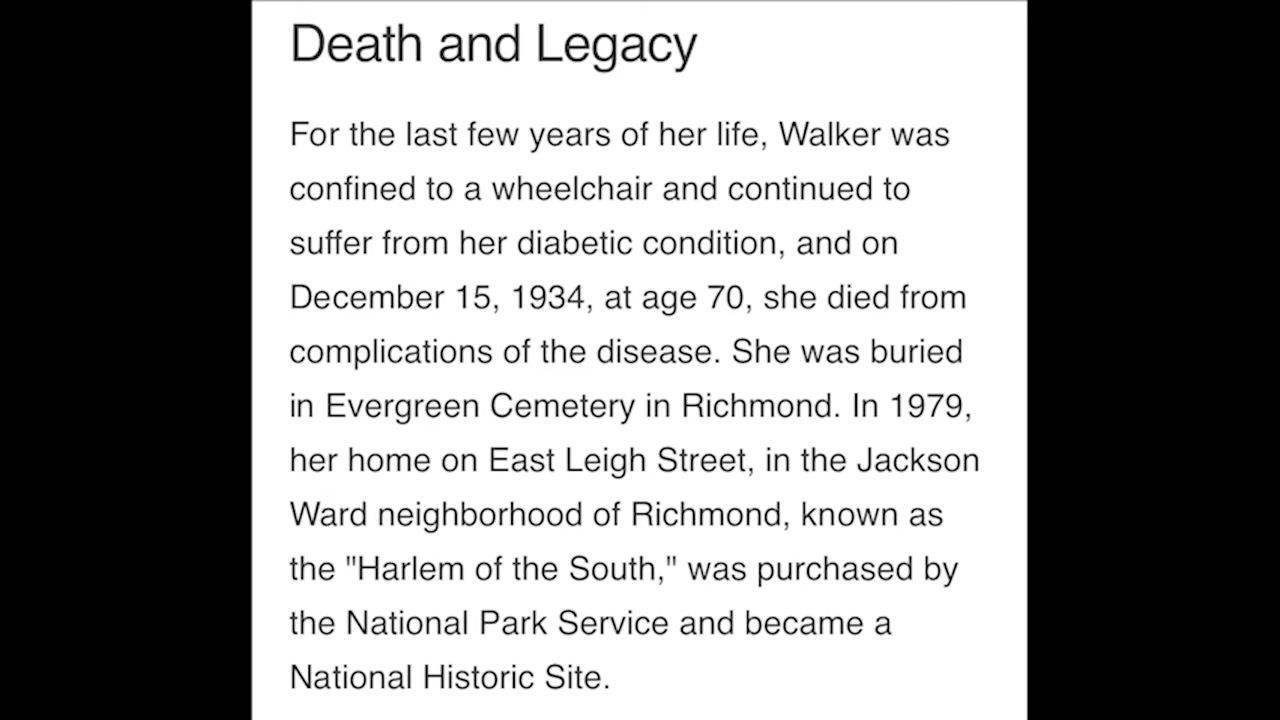 Death and Legacy
For the last few years of her life, Walker was
confined to a wheelchair and continued to
suffer from her diabetic condition, and on
December 15, 1934, at age 70, she died from
complications of the disease. She was buried
in Evergreen Cemetery in Richmond. In 1979,
her home on East Leigh Street, in the Jackson
Ward neighborhood of Richmond, known as
the "Harlem of the South," was purchased by
the National Park Service and became a
National Historic Site.